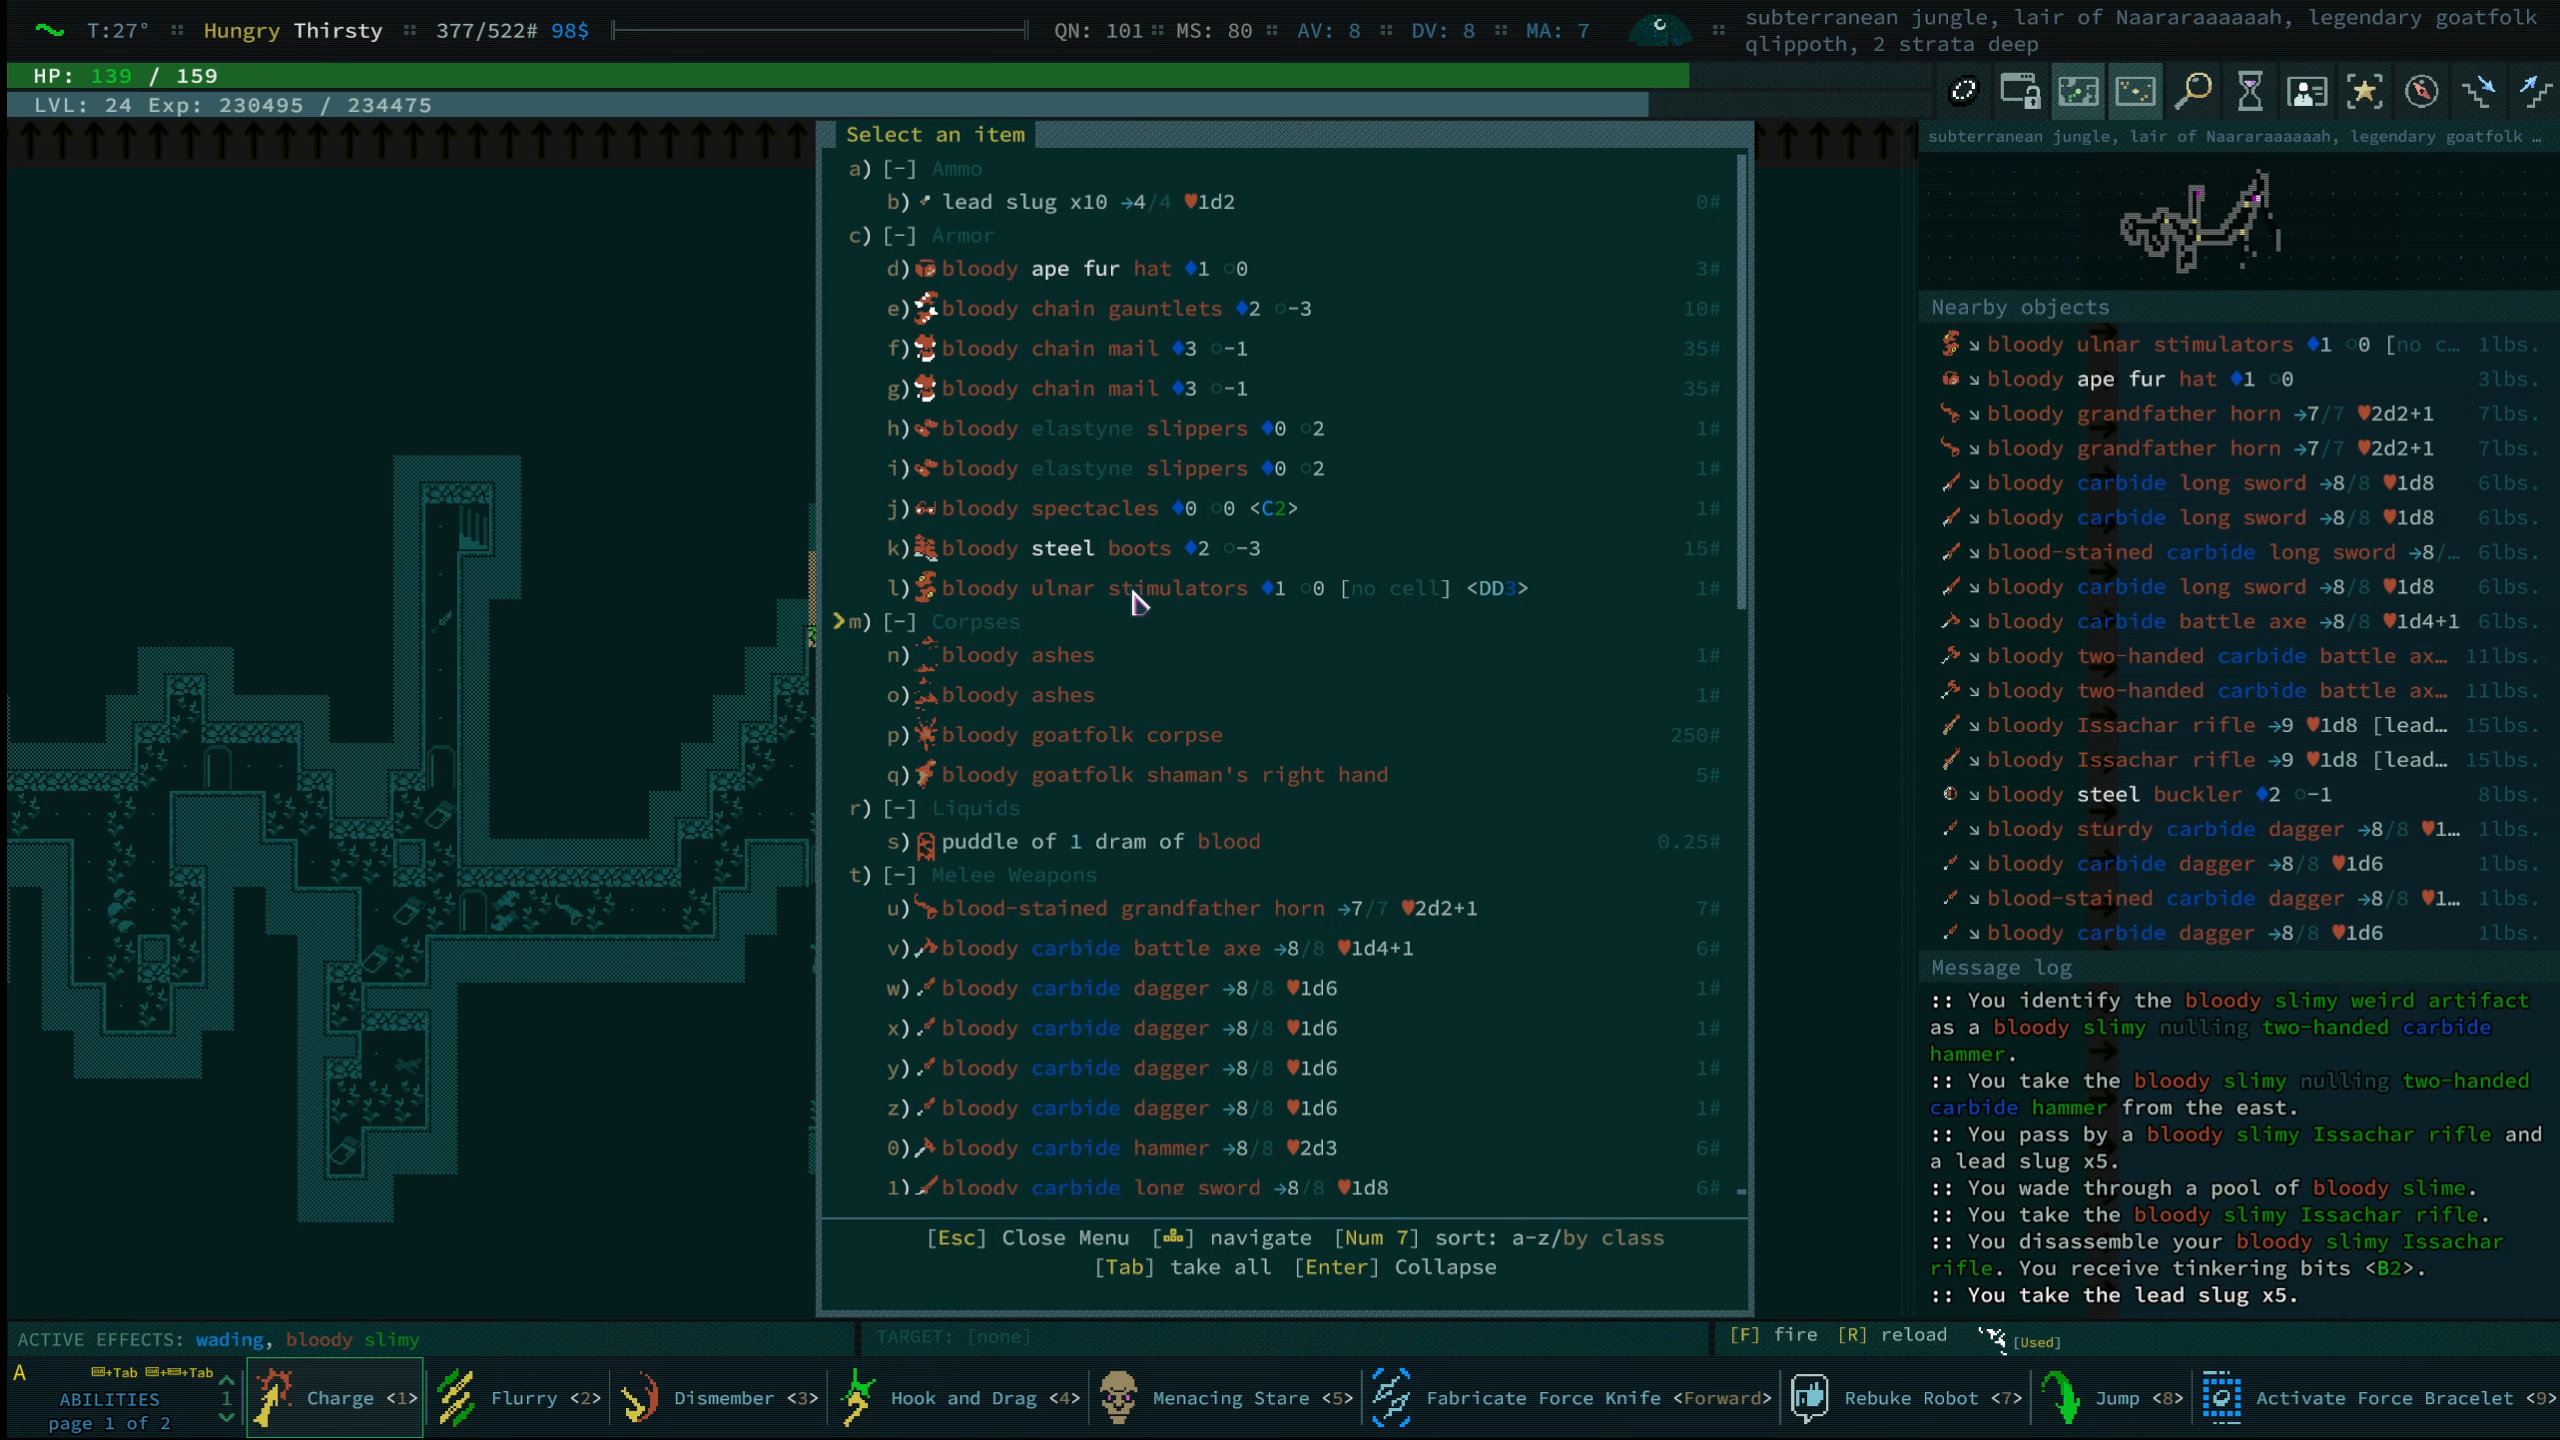 T:27° Hungry Thirsty 377/522# 98$ QN: 101 MS: 80 AV: 8 DV: 8 MA: 7
subterranean jungle, lair of Naararaaaaaah, legendary goatfolk
qlippoth, 2 strata deep
HP: 139 / 159
LVL: 24 Exp: 230495 / 234475
Select an item
a) [-] Ammo
b) lead slug x10 →4/4 ♥1d2 0#
c) [-] Armor
d) bloody ape fur hat ♦1 ○0 3#
e) bloody chain gauntlets ♦2 ○-3 10#
f) bloody chain mail ♦3 ○-1 35#
g) bloody chain mail ♦3 ○-1 35#
h) bloody elastyne slippers ♦0 ○2 1#
i) bloody elastyne slippers ♦0 ○2 1#
j) bloody spectacles ♦0 ○0 <C2> 1#
k) bloody steel boots ♦2 ○-3 15#
l) bloody ulnar stimulators ♦1 ○0 [no cell] <DD3> 1#
m) [-] Corpses
n) bloody ashes 1#
o) bloody ashes 1#
p) bloody goatfolk corpse 250#
q) bloody goatfolk shaman's right hand 5#
r) [-] Liquids
s) puddle of 1 dram of blood 0.25#
t) [-] Melee Weapons
u) blood-stained grandfather horn →7/7 ♥2d2+1 7#
v) bloody carbide battle axe →8/8 ♥1d4+1 6#
w) bloody carbide dagger →8/8 ♥1d6 1#
x) bloody carbide dagger →8/8 ♥1d6 1#
y) bloody carbide dagger →8/8 ♥1d6 1#
z) bloody carbide dagger →8/8 ♥1d6 1#
0) bloody carbide hammer →8/8 ♥2d3 6#
1) bloody carbide long sword →8/8 ♥1d8 6#
[Esc] Close Menu [] navigate [Num 7] sort: a-z/by class
[Tab] take all [Enter] Collapse
subterranean jungle, lair of Naararaaaaaah, legendary goatfolk …
Nearby objects
bloody ulnar stimulators ♦1 ○0 [no c… 1lbs.
bloody ape fur hat ♦1 ○0 3lbs.
bloody grandfather horn →7/7 ♥2d2+1 7lbs.
bloody grandfather horn →7/7 ♥2d2+1 7lbs.
bloody carbide long sword →8/8 ♥1d8 6lbs.
bloody carbide long sword →8/8 ♥1d8 6lbs.
blood-stained carbide long sword →8/… 6lbs.
bloody carbide long sword →8/8 ♥1d8 6lbs.
bloody carbide battle axe →8/8 ♥1d4+1 6lbs.
bloody two-handed carbide battle ax… 11lbs.
bloody two-handed carbide battle ax… 11lbs.
bloody Issachar rifle →9 ♥1d8 [lead… 15lbs.
bloody Issachar rifle →9 ♥1d8 [lead… 15lbs.
bloody steel buckler ♦2 ○-1 8lbs.
bloody sturdy carbide dagger →8/8 ♥1… 1lbs.
bloody carbide dagger →8/8 ♥1d6 1lbs.
blood-stained carbide dagger →8/8 ♥1… 1lbs.
bloody carbide dagger →8/8 ♥1d6 1lbs.
Message log
:: You identify the bloody slimy weird artifact
as a bloody slimy nulling two-handed carbide
hammer.
:: You take the bloody slimy nulling two-handed
carbide hammer from the east.
:: You pass by a bloody slimy Issachar rifle and
a lead slug x5.
:: You wade through a pool of bloody slime.
:: You take the bloody slimy Issachar rifle.
:: You disassemble your bloody slimy Issachar
rifle. You receive tinkering bits <B2>.
:: You take the lead slug x5.
ACTIVE EFFECTS: wading, bloody slimy
TARGET: [none]
[F] fire [R] reload [Used]
A +Tab +Tab
ABILITIES 1
page 1 of 2
Charge <1> Flurry <2> Dismember <3> Hook and Drag <4> Menacing Stare <5> Fabricate Force Knife <Forward> Rebuke Robot <7> Jump <8> Activate Force Bracelet <9>